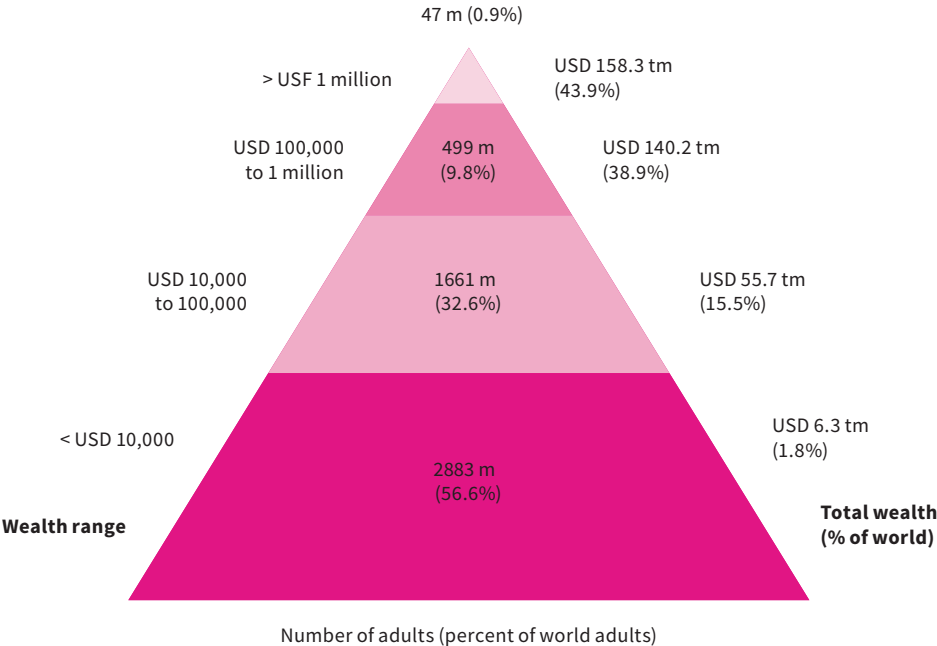 47 m (0.9%)
> USF 1 million
USD 158.3 tm
(43.9%)
USD 100,000
to 1 million
499 m
(9.8%)
USD 140.2 tm
(38.9%)
USD 10,000
to 100,000
1661 m
(32.6%)
USD 55.7 tm
(15.5%)
< USD 10,000
2883 m
(56.6%)
USD 6.3 tm
(1.8%)
Wealth range
Total wealth
(% of world)
Number of adults (percent of world adults)